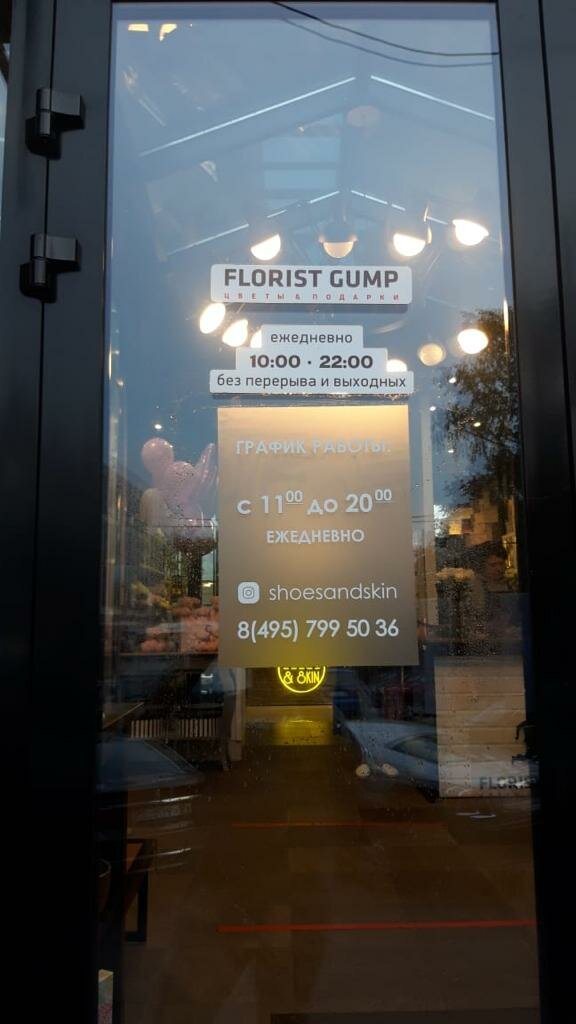 FLORIST GUMP
ЦВЕТЫ & ПОДАРКИ
ежедневно
10:00 · 22:00
без перерыва и выходных
ГРАФИК РАБОТЫ:
с 11⁰⁰ до 20⁰⁰
ЕЖЕДНЕВНО
shoesandskin
8(495) 799 50 36
& SKIN
FLORIS